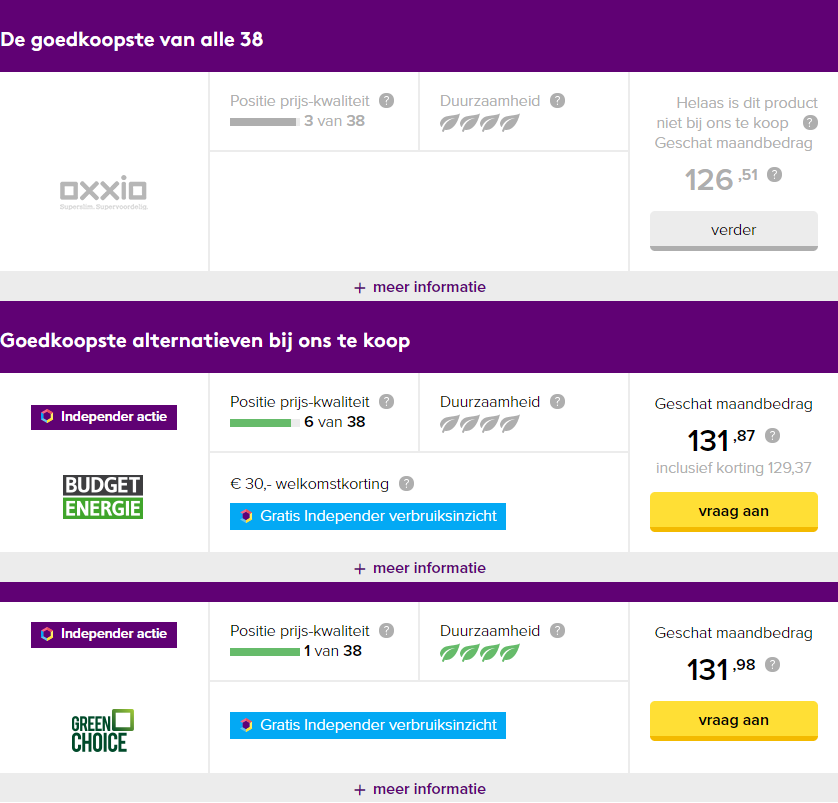 De goedkoopste van alle 38
Positie prijs-kwaliteit ?
3 van 38
Duurzaamheid ?
Helaas is dit product
niet bij ons te koop ?
Geschat maandbedrag
126 ,51 ?
oxxio
Superslim. Supervoordelig.
verder
+ meer informatie
Goedkoopste alternatieven bij ons te koop
Independer actie
BUDGET
ENERGIE
Positie prijs-kwaliteit ?
6 van 38
Duurzaamheid ?
€ 30,- welkomstkorting ?
Gratis Independer verbruiksinzicht
Geschat maandbedrag
131 ,87 ?
inclusief korting 129,37
vraag aan
+ meer informatie
Independer actie
GREEN
CHOICE
Positie prijs-kwaliteit ?
1 van 38
Duurzaamheid ?
Gratis Independer verbruiksinzicht
Geschat maandbedrag
131 ,98 ?
vraag aan
+ meer informatie